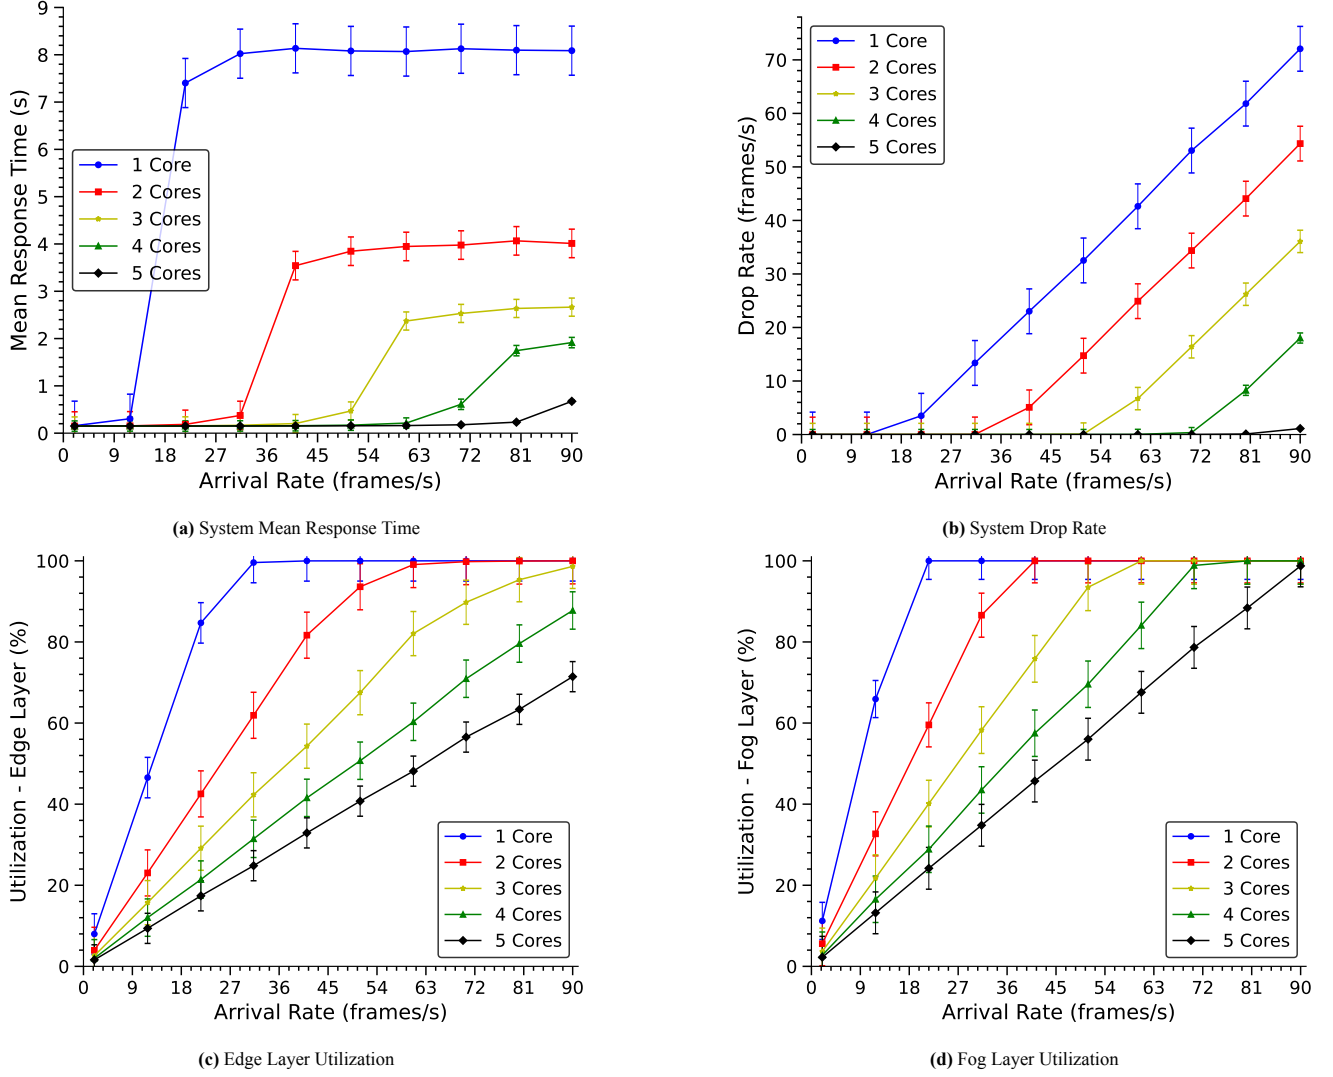 9
8
7
6
5
4
3
2
1
0
Mean Response Time (s)
1 Core
2 Cores
3 Cores
4 Cores
5 Cores
0 9 18 27 36 45 54 63 72 81 90
Arrival Rate (frames/s)
(a) System Mean Response Time
70
60
50
40
30
20
10
0
Drop Rate (frames/s)
1 Core
2 Cores
3 Cores
4 Cores
5 Cores
0 9 18 27 36 45 54 63 72 81 90
Arrival Rate (frames/s)
(b) System Drop Rate
100
80
60
40
20
0
Utilization - Edge Layer (%)
1 Core
2 Cores
3 Cores
4 Cores
5 Cores
0 9 18 27 36 45 54 63 72 81 90
Arrival Rate (frames/s)
(c) Edge Layer Utilization
100
80
60
40
20
0
Utilization - Fog Layer (%)
1 Core
2 Cores
3 Cores
4 Cores
5 Cores
0 9 18 27 36 45 54 63 72 81 90
Arrival Rate (frames/s)
(d) Fog Layer Utilization